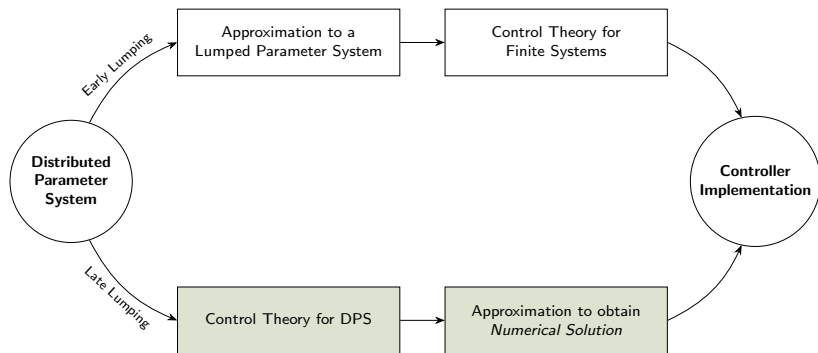 Early Lumping
Approximation to a
Lumped Parameter System
Control Theory for
Finite Systems
Distributed
Parameter
System
Controller
Implementation
Late Lumping
Control Theory for DPS
Approximation to obtain
Numerical Solution